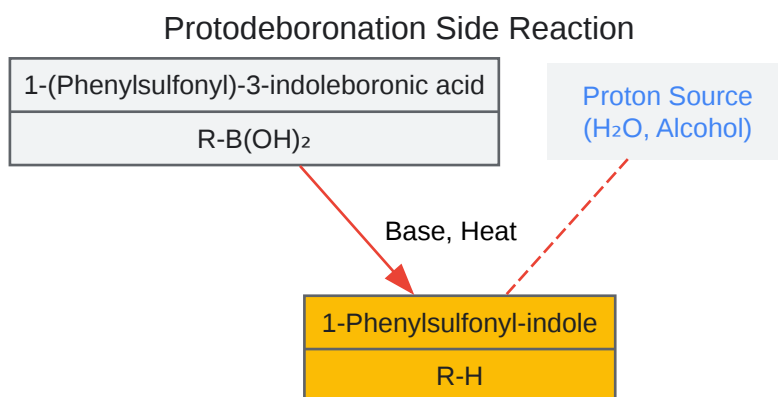 Protodeboronation Side Reaction
1-(Phenylsulfonyl)-3-indoleboronic acid
R-B(OH)₂
Proton Source
(H₂O, Alcohol)
Base, Heat
1-Phenylsulfonyl-indole
R-H